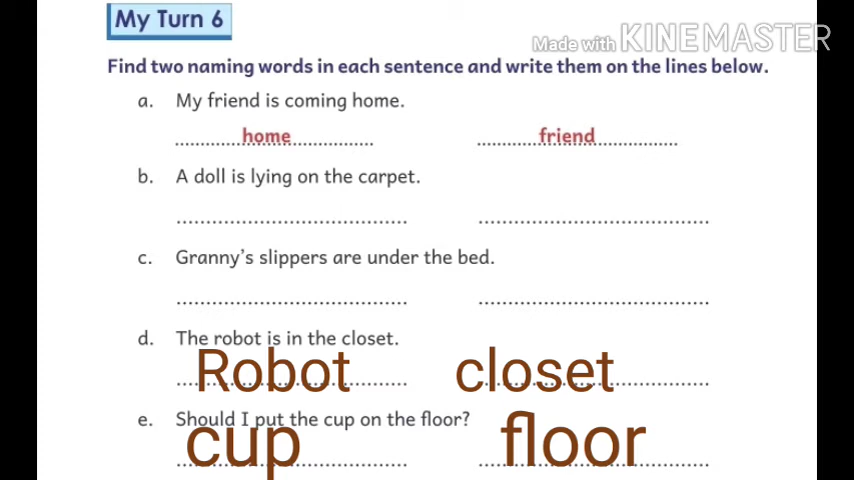 My Turn 6
Made with KINEMASTER
Find two naming words in each sentence and write them on the lines below.
a. My friend is coming home.
home friend
b. A doll is lying on the carpet.
c. Granny's slippers are under the bed.
d. The robot is in the closet.
Robot closet
e. Should I put the cup on the floor?
cup floor